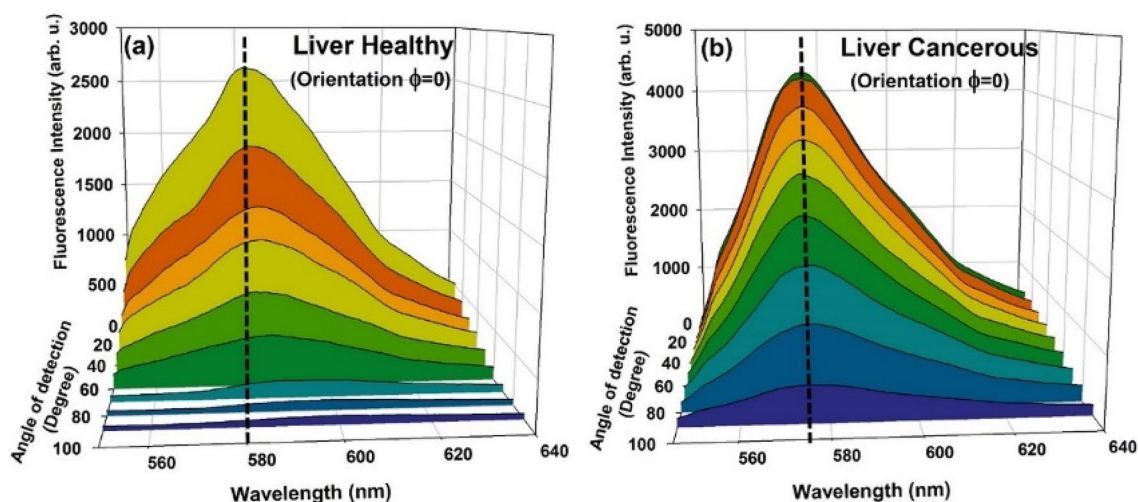 (a)
Liver Healthy
(Orientation ϕ=0)
Fluorescence Intensity (arb. u.)
3000
2500
2000
1500
1000
500
0
20
40
60
80
100
Angle of detection
(Degree)
560
580
600
620
640
Wavelength (nm)
(b)
Liver Cancerous
(Orientation ϕ=0)
Fluorescence Intensity (arb. u.)
5000
4000
3000
2000
1000
0
20
40
60
80
100
Angle of detection
(Degree)
560
580
600
620
640
Wavelength (nm)